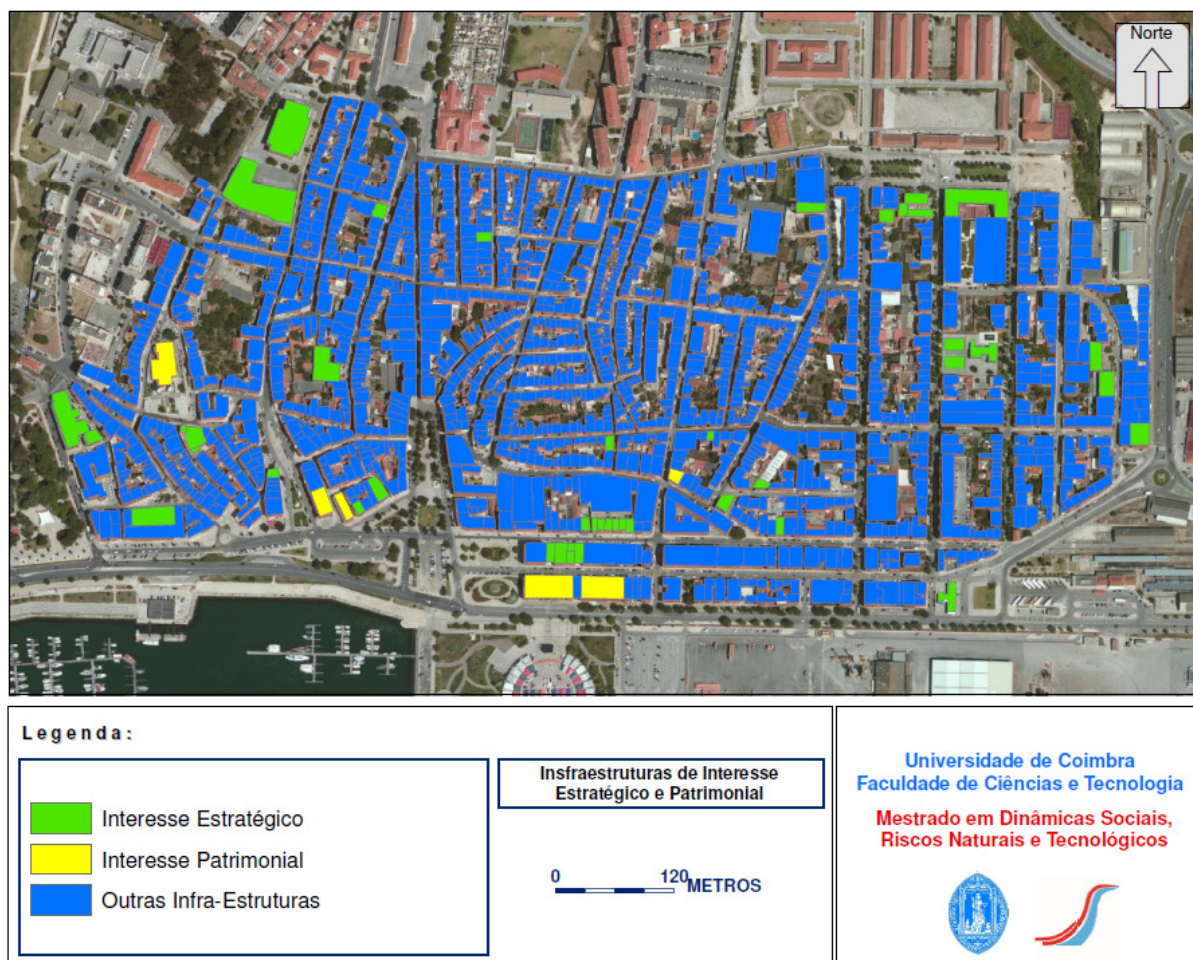 Norte
Legenda:
Interesse Estratégico
Interesse Patrimonial
Outras Infra-Estruturas
Insfraestruturas de Interesse
Estratégico e Patrimonial
0 120 METROS
Universidade de Coimbra
Faculdade de Ciências e Tecnologia
Mestrado em Dinâmicas Sociais,
Riscos Naturais e Tecnológicos